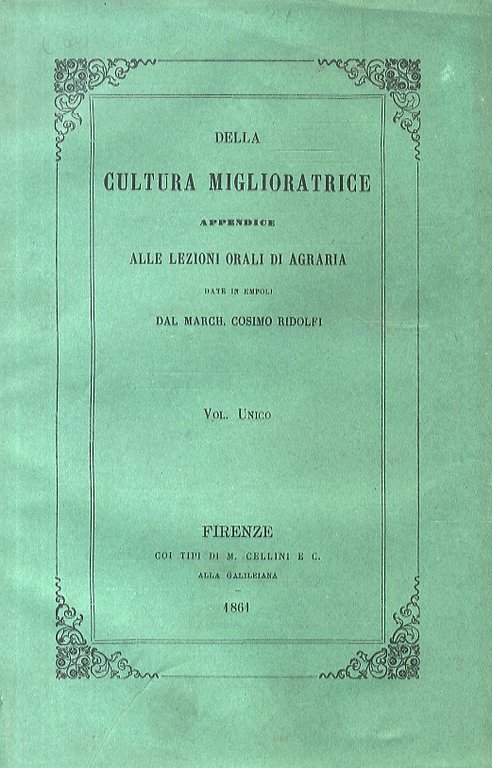 DELLA
CULTURA MIGLIORATRICE
APPENDICE
ALLE LEZIONI ORALI DI AGRARIA
DATE IN EMPOLI
DAL MARCH. COSIMO RIDOLFI
VOL. UNICO
FIRENZE
COI TIPI DI M. CELLINI E C.
ALLA GALILEIANA
1861